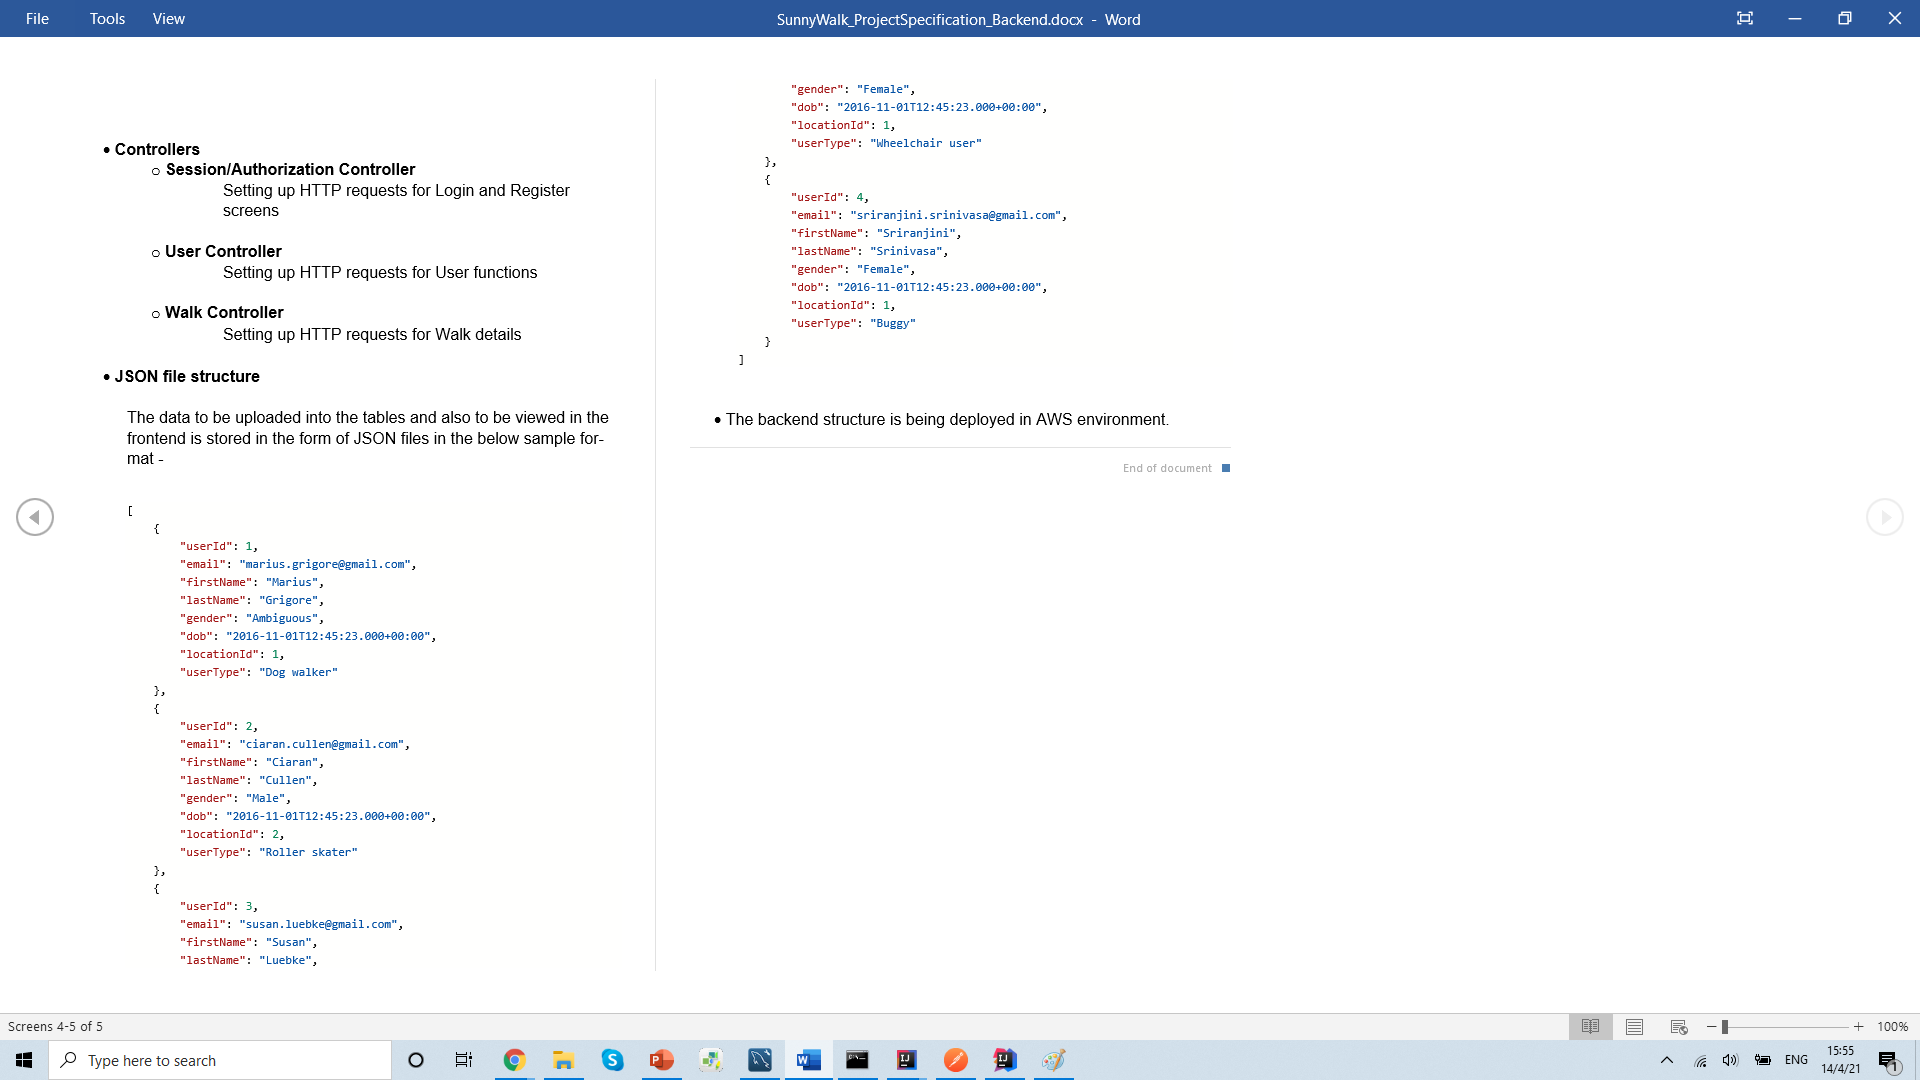 File Tools View
SunnyWalk_ProjectSpecification_Backend.docx - Word
• Controllers
o Session/Authorization Controller
Setting up HTTP requests for Login and Register
screens
o User Controller
Setting up HTTP requests for User functions
o Walk Controller
Setting up HTTP requests for Walk details
• JSON file structure
The data to be uploaded into the tables and also to be viewed in the
frontend is stored in the form of JSON files in the below sample for-
mat -
[
{
"userId": 1,
"email": "marius.grigore@gmail.com",
"firstName": "Marius",
"lastName": "Grigore",
"gender": "Ambiguous",
"dob": "2016-11-01T12:45:23.000+00:00",
"locationId": 1,
"userType": "Dog walker"
},
{
"userId": 2,
"email": "ciaran.cullen@gmail.com",
"firstName": "Ciaran",
"lastName": "Cullen",
"gender": "Male",
"dob": "2016-11-01T12:45:23.000+00:00",
"locationId": 2,
"userType": "Roller skater"
},
{
"userId": 3,
"email": "susan.luebke@gmail.com",
"firstName": "Susan",
"lastName": "Luebke",
"gender": "Female",
"dob": "2016-11-01T12:45:23.000+00:00",
"locationId": 1,
"userType": "Wheelchair user"
},
{
"userId": 4,
"email": "sriranjini.srinivasa@gmail.com",
"firstName": "Sriranjini",
"lastName": "Srinivasa",
"gender": "Female",
"dob": "2016-11-01T12:45:23.000+00:00",
"locationId": 1,
"userType": "Buggy"
}
]
• The backend structure is being deployed in AWS environment.
End of document
Screens 4-5 of 5
100%
Type here to search
ENG
15:55
14/4/21
1